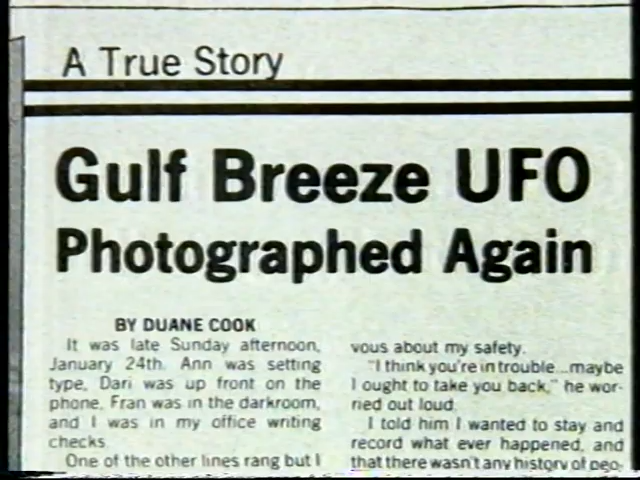 A True Story
Gulf Breeze UFO
Photographed Again
BY DUANE COOK
It was late Sunday afternoon,
January 24th. Ann was setting
type, Dari was up front on the
phone, Fran was in the darkroom,
and I was in my office writing
checks.
One of the other lines rang but I
vous about my safety.
"I think you're in trouble...maybe
I ought to take you back," he wor-
ried out loud.
I told him I wanted to stay and
record what ever happened, and
that there wasn't any history of peo-